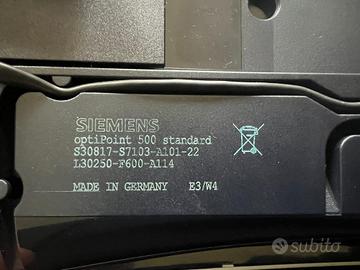 SIEMENS
optiPoint 500 standard
S30817-S7103-A101-22
L30250-F600-A114
MADE IN GERMANY E3/W4
subito